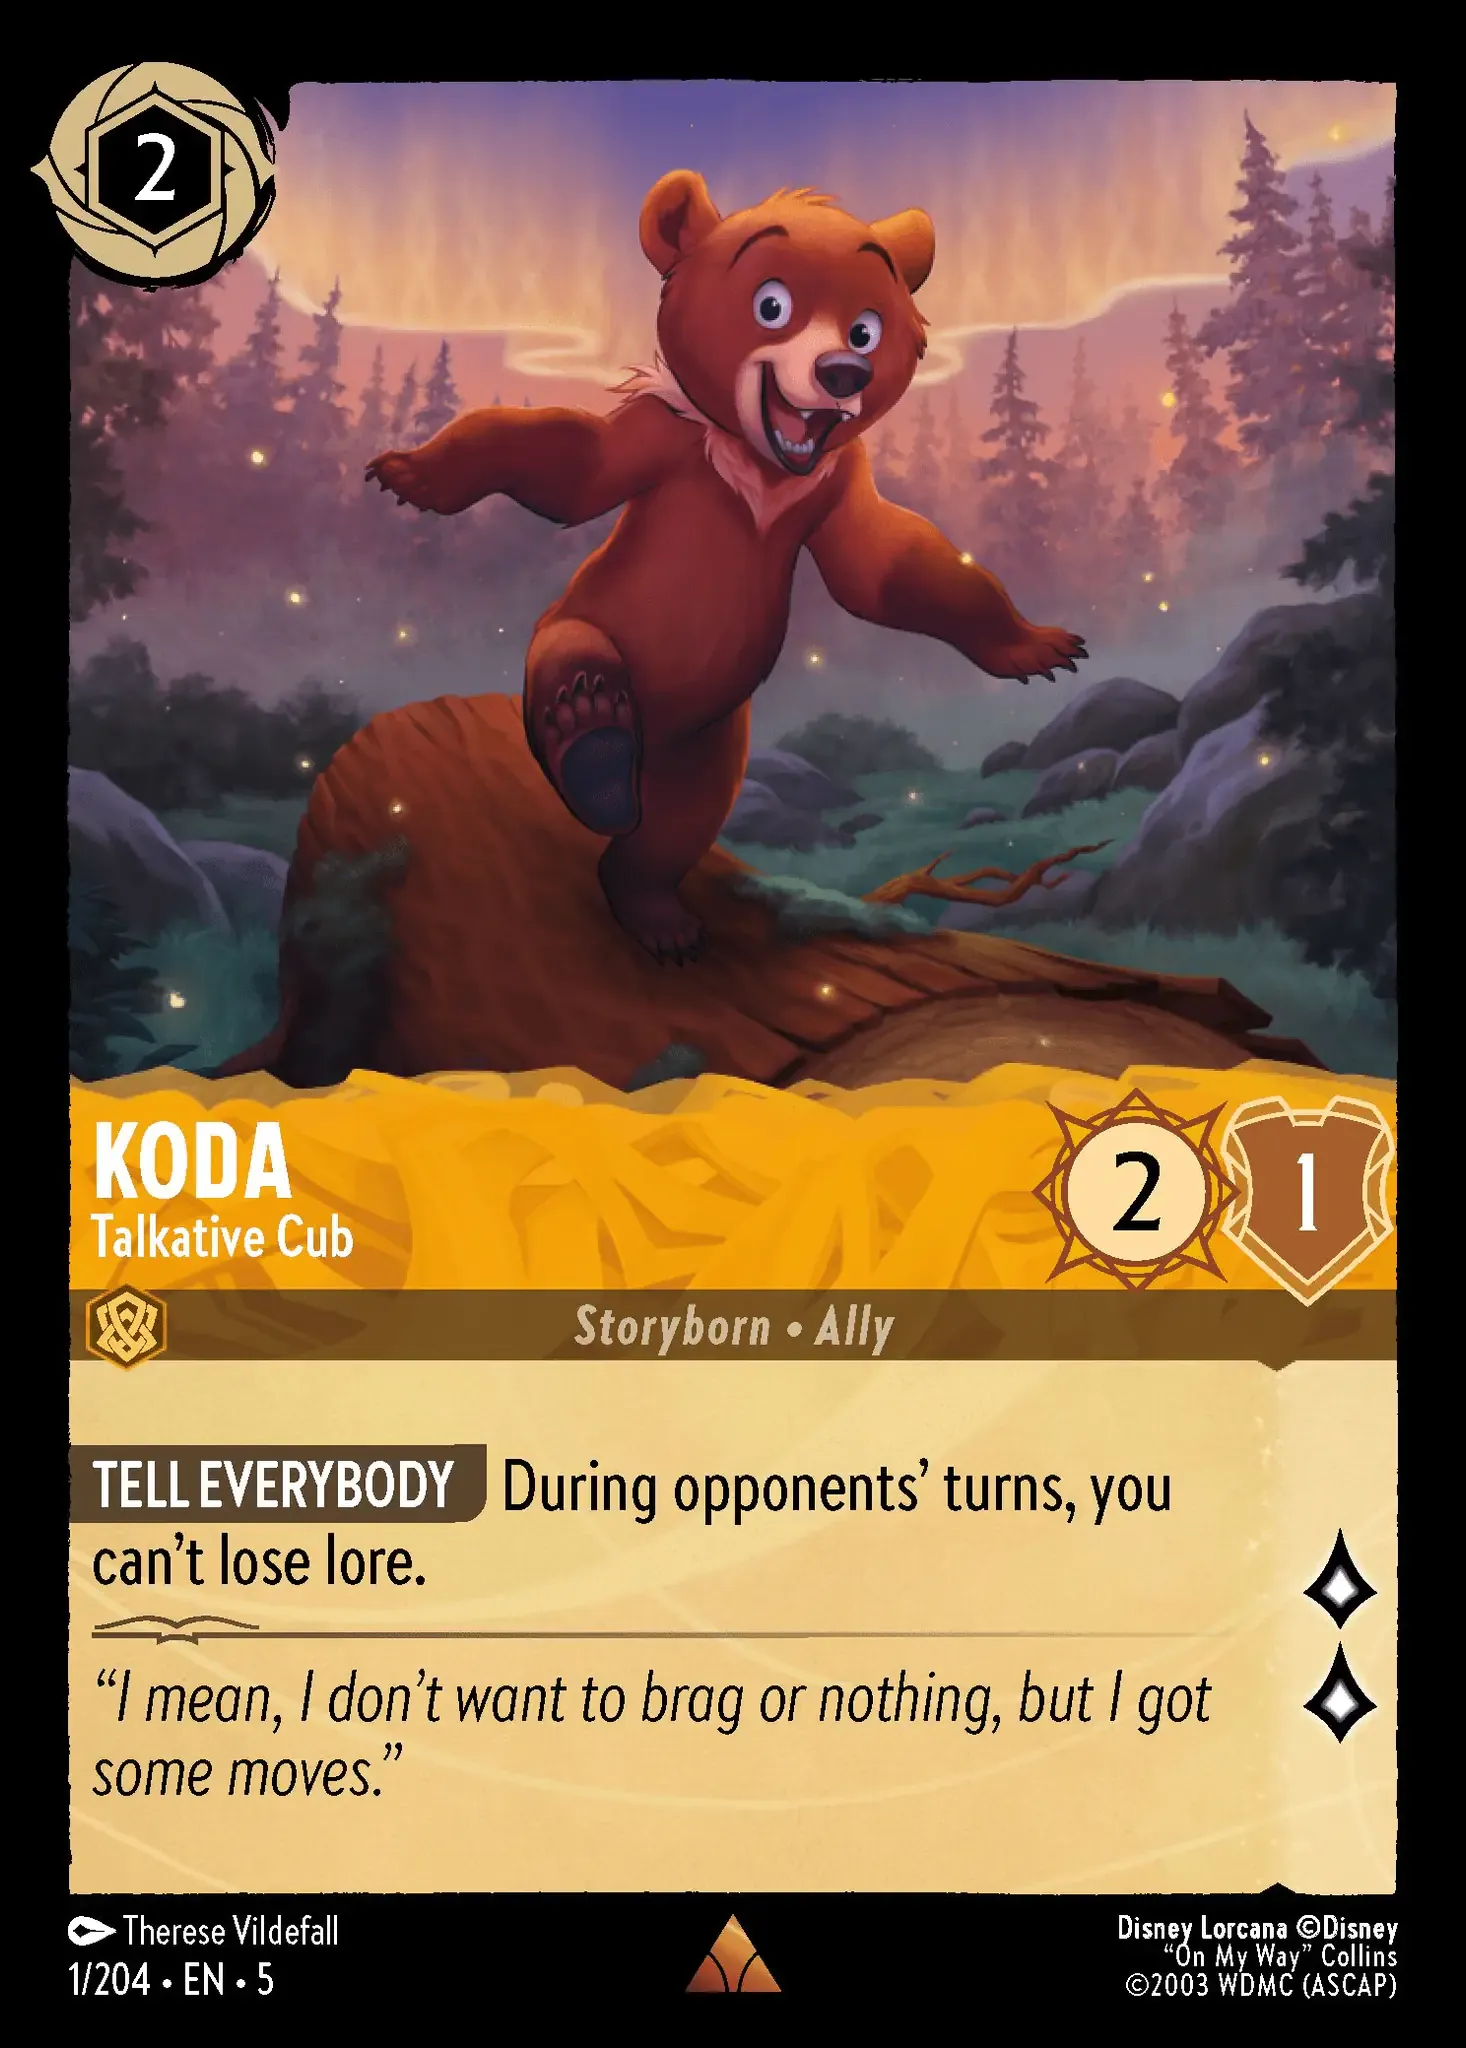 2
KODA
Talkative Cub
2
1
Storyborn • Ally
TELL EVERYBODY During opponents’ turns, you
can’t lose lore.
“I mean, I don’t want to brag or nothing, but I got
some moves.”
Therese Vildefall
1/204 • EN • 5
Disney Lorcana ©Disney
“On My Way” Collins
©2003 WDMC (ASCAP)